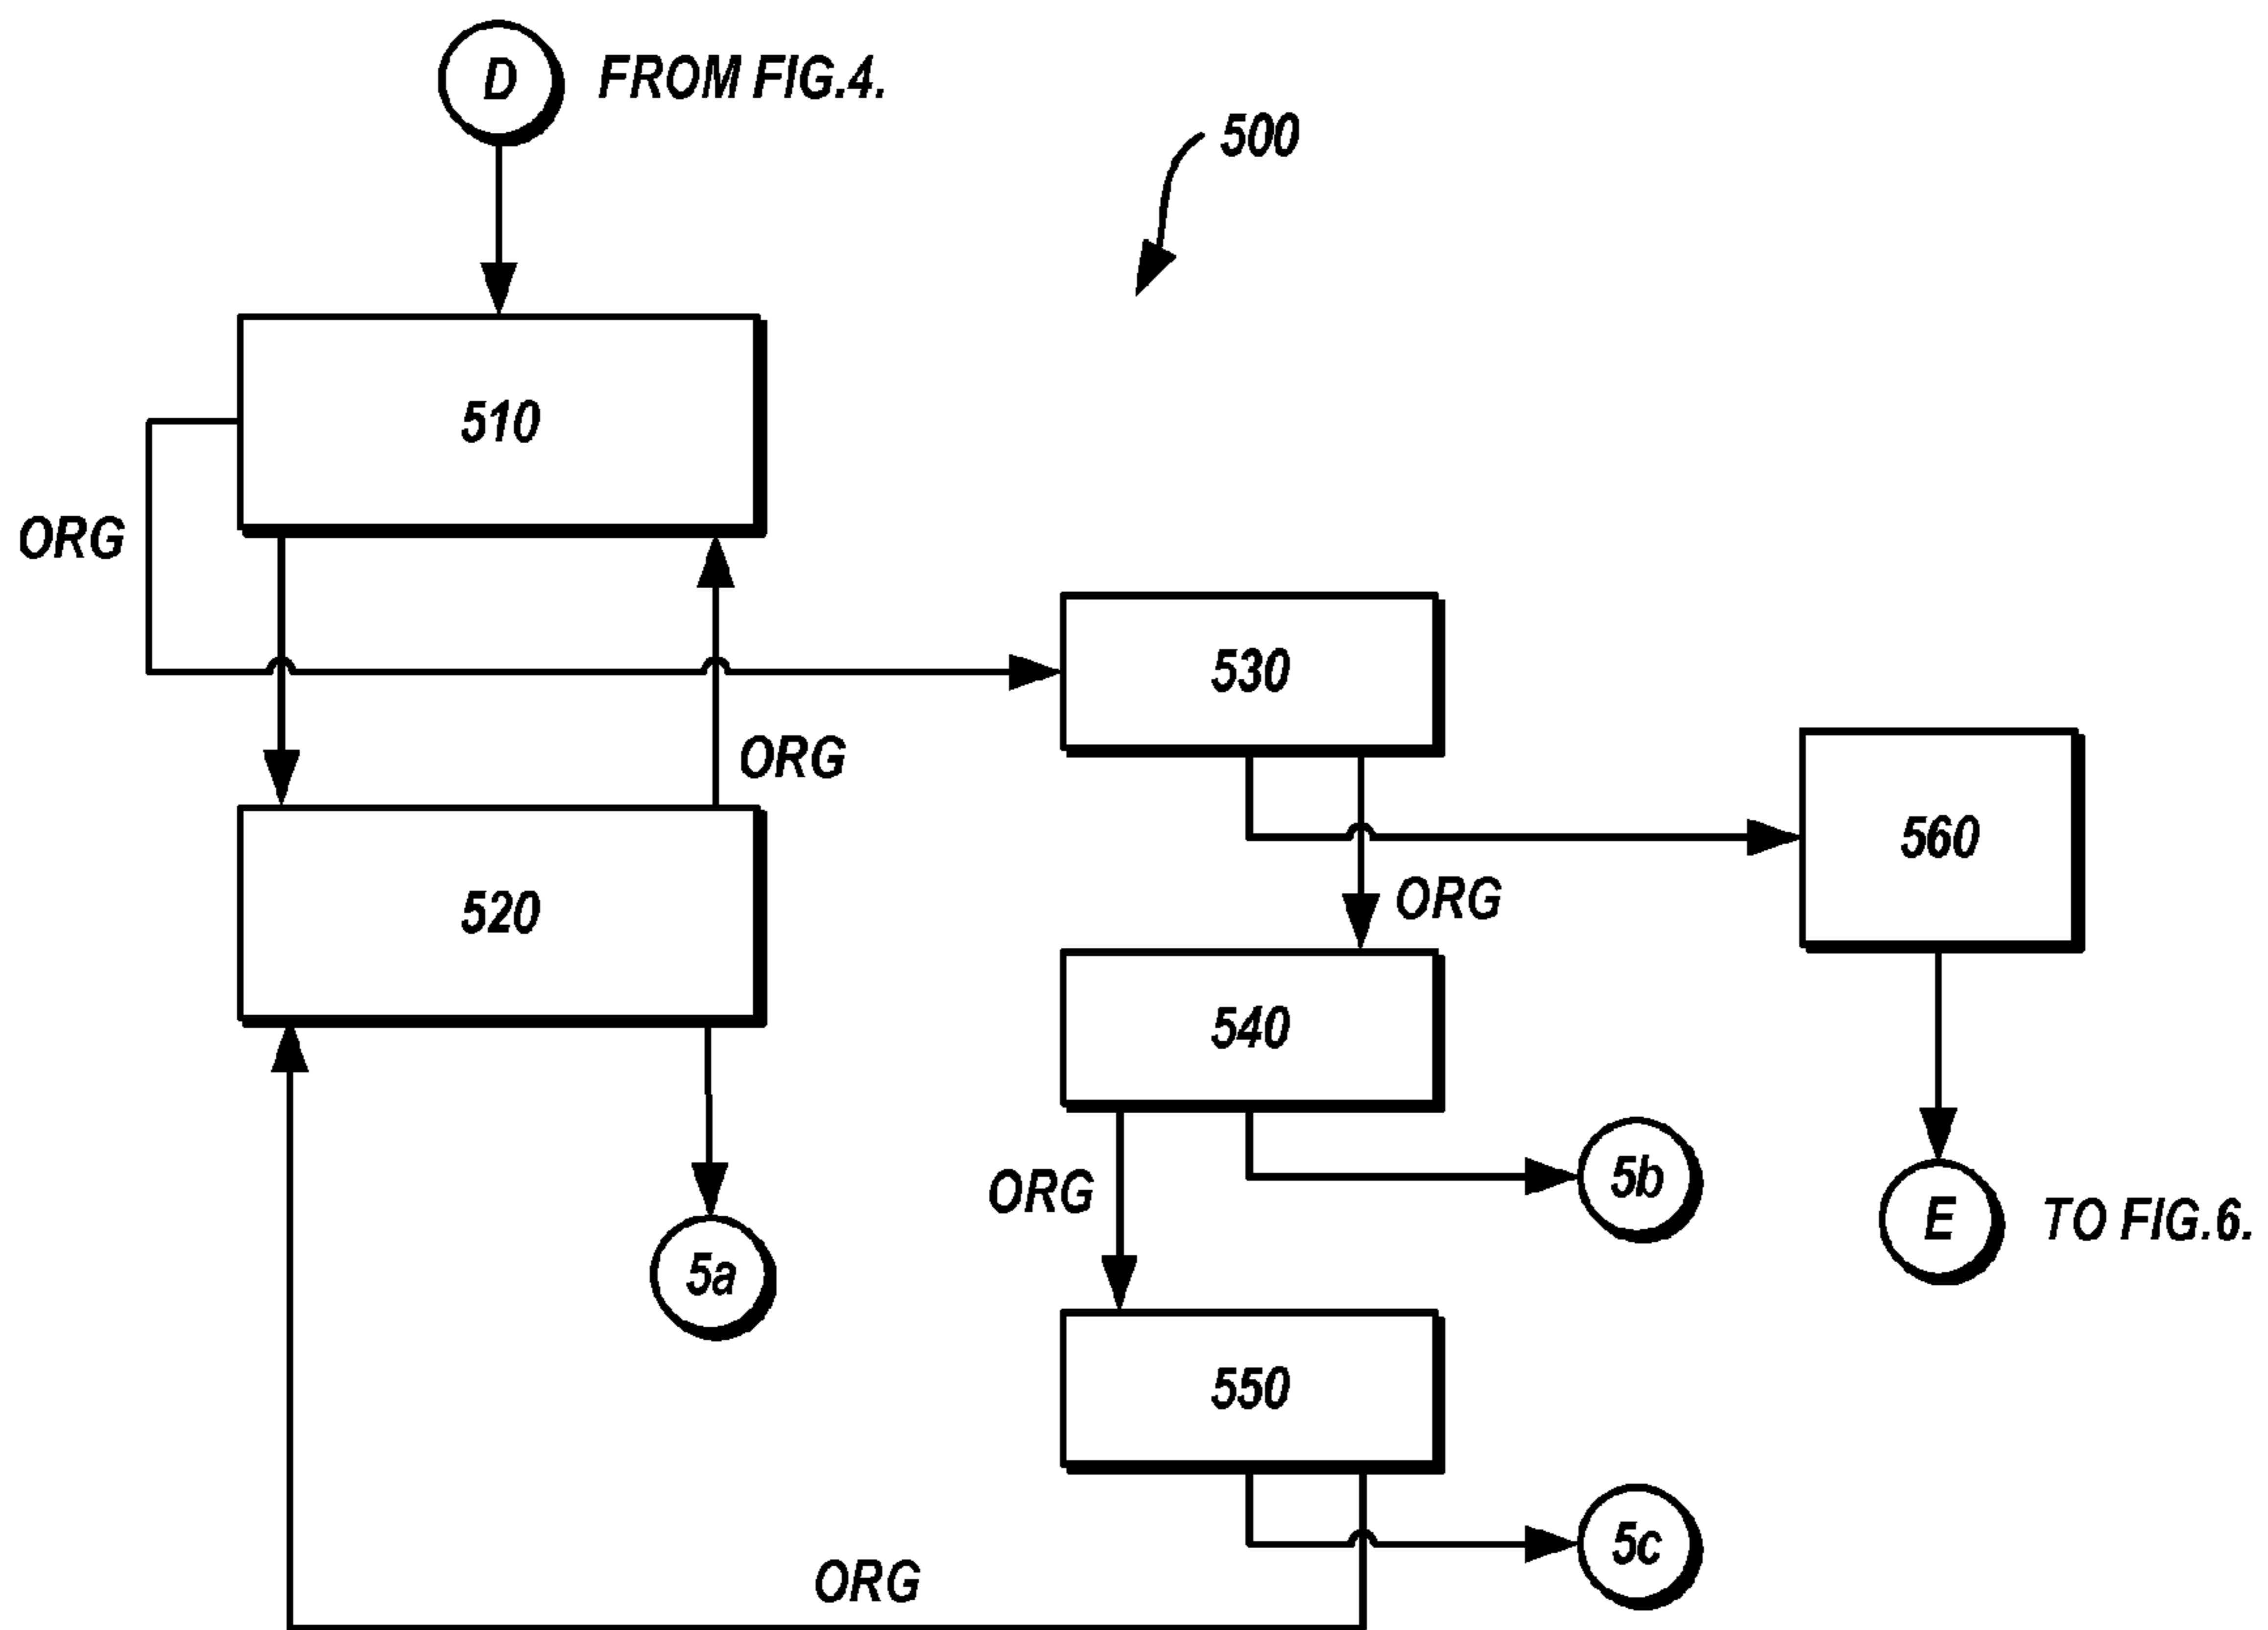 D FROM FIG.4.
500
510
ORG
530
ORG
560
520
ORG
540
5b
ORG
E TO FIG.6.
5a
550
5c
ORG